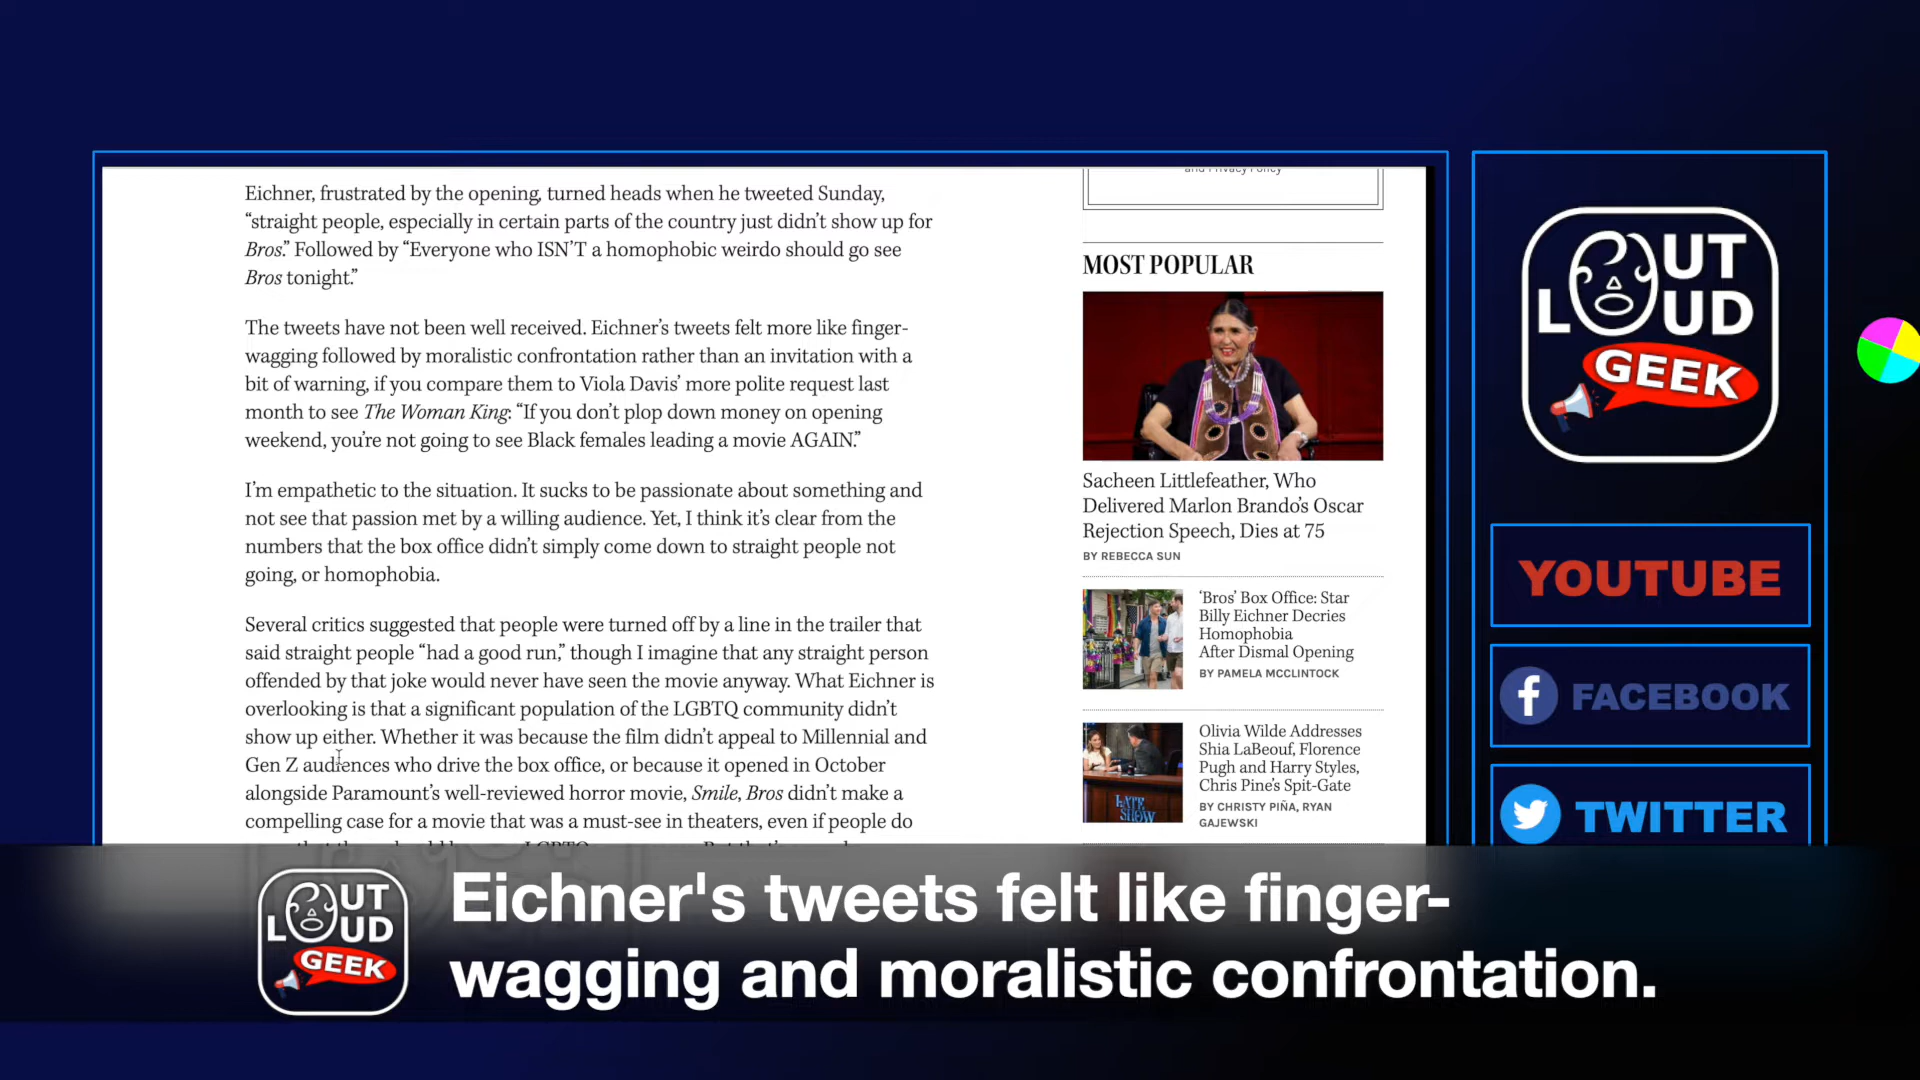 Eichner, frustrated by the opening, turned heads when he tweeted Sunday,
“straight people, especially in certain parts of the country just didn’t show up for
Bros.” Followed by “Everyone who ISN’T a homophobic weirdo should go see
Bros tonight.”
The tweets have not been well received. Eichner’s tweets felt more like finger-
wagging followed by moralistic confrontation rather than an invitation with a
bit of warning, if you compare them to Viola Davis’ more polite request last
month to see The Woman King: “If you don’t plop down money on opening
weekend, you’re not going to see Black females leading a movie AGAIN.”
I’m empathetic to the situation. It sucks to be passionate about something and
not see that passion met by a willing audience. Yet, I think it’s clear from the
numbers that the box office didn’t simply come down to straight people not
going, or homophobia.
Several critics suggested that people were turned off by a line in the trailer that
said straight people “had a good run,” though I imagine that any straight person
offended by that joke would never have seen the movie anyway. What Eichner is
overlooking is that a significant population of the LGBTQ community didn’t
show up either. Whether it was because the film didn’t appeal to Millennial and
Gen Z audiences who drive the box office, or because it opened in October
alongside Paramount’s well-reviewed horror movie, Smile, Bros didn’t make a
compelling case for a movie that was a must-see in theaters, even if people do
and Privacy Policy
MOST POPULAR
Sacheen Littlefeather, Who
Delivered Marlon Brando’s Oscar
Rejection Speech, Dies at 75
BY REBECCA SUN
‘Bros’ Box Office: Star
Billy Eichner Decries
Homophobia
After Dismal Opening
BY PAMELA MCCLINTOCK
LATE
SHOW
Olivia Wilde Addresses
Shia LaBeouf, Florence
Pugh and Harry Styles,
Chris Pine’s Spit-Gate
BY CHRISTY PIÑA, RYAN
GAJEWSKI
OUT
LOUD
GEEK
YOUTUBE
FACEBOOK
TWITTER
OUT
LOUD
GEEK
Eichner's tweets felt like finger-
wagging and moralistic confrontation.